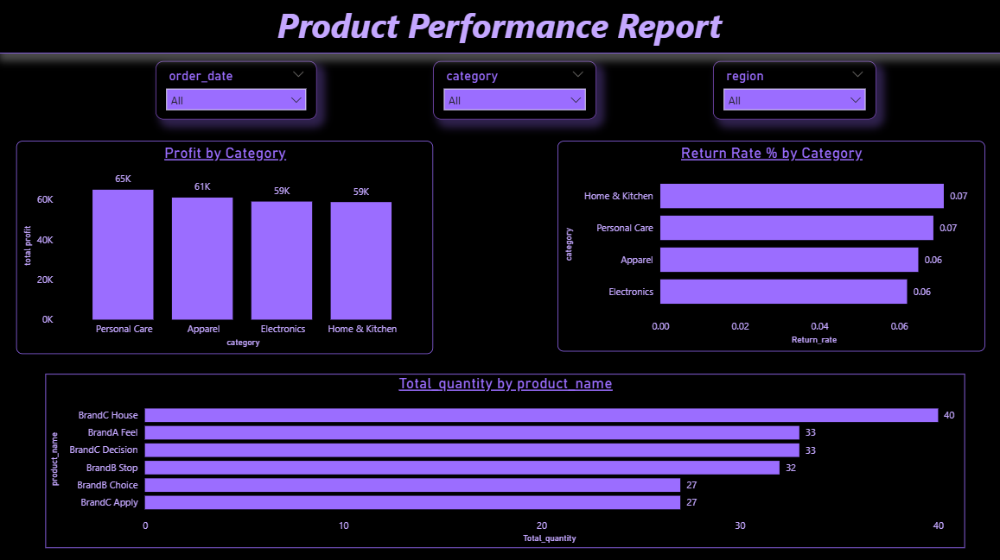 Product Performance Report
order_date
All
category
All
region
All
Profit by Category
total profit
60K
40K
20K
0K
65K
61K
59K
59K
Personal Care
Apparel
Electronics
Home & Kitchen
category
Return Rate % by Category
category
Home & Kitchen
0.07
Personal Care
0.07
Apparel
0.06
Electronics
0.06
0.00
0.02
0.04
0.06
Return_rate
Total_quantity by product_name
product_name
BrandC House
40
BrandA Feel
33
BrandC Decision
33
BrandB Stop
32
BrandB Choice
27
BrandC Apply
27
0
10
20
30
40
Total_quantity